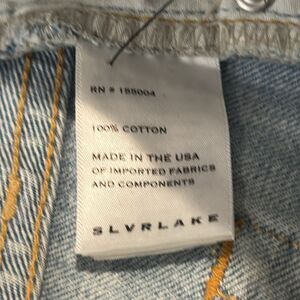 RN # 155004
100% COTTON
MADE IN THE USA
OF IMPORTED FABRICS
AND COMPONENTS
SLVRLAKE